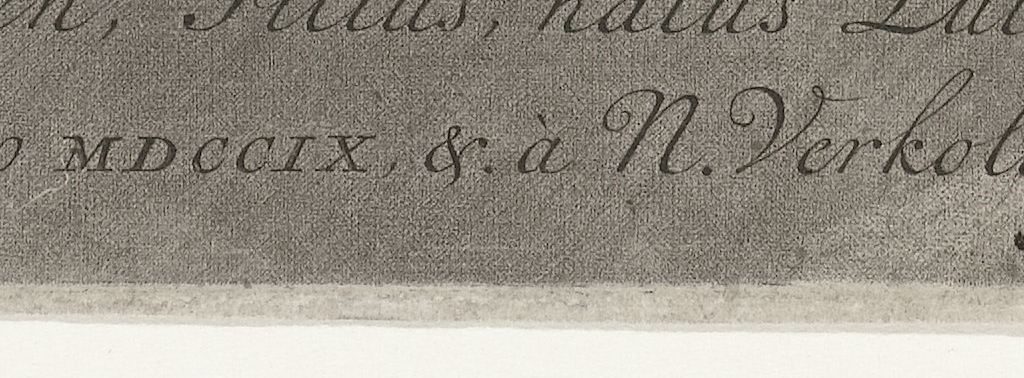 Filius, natus
MDCCIX, & à N. Verkol